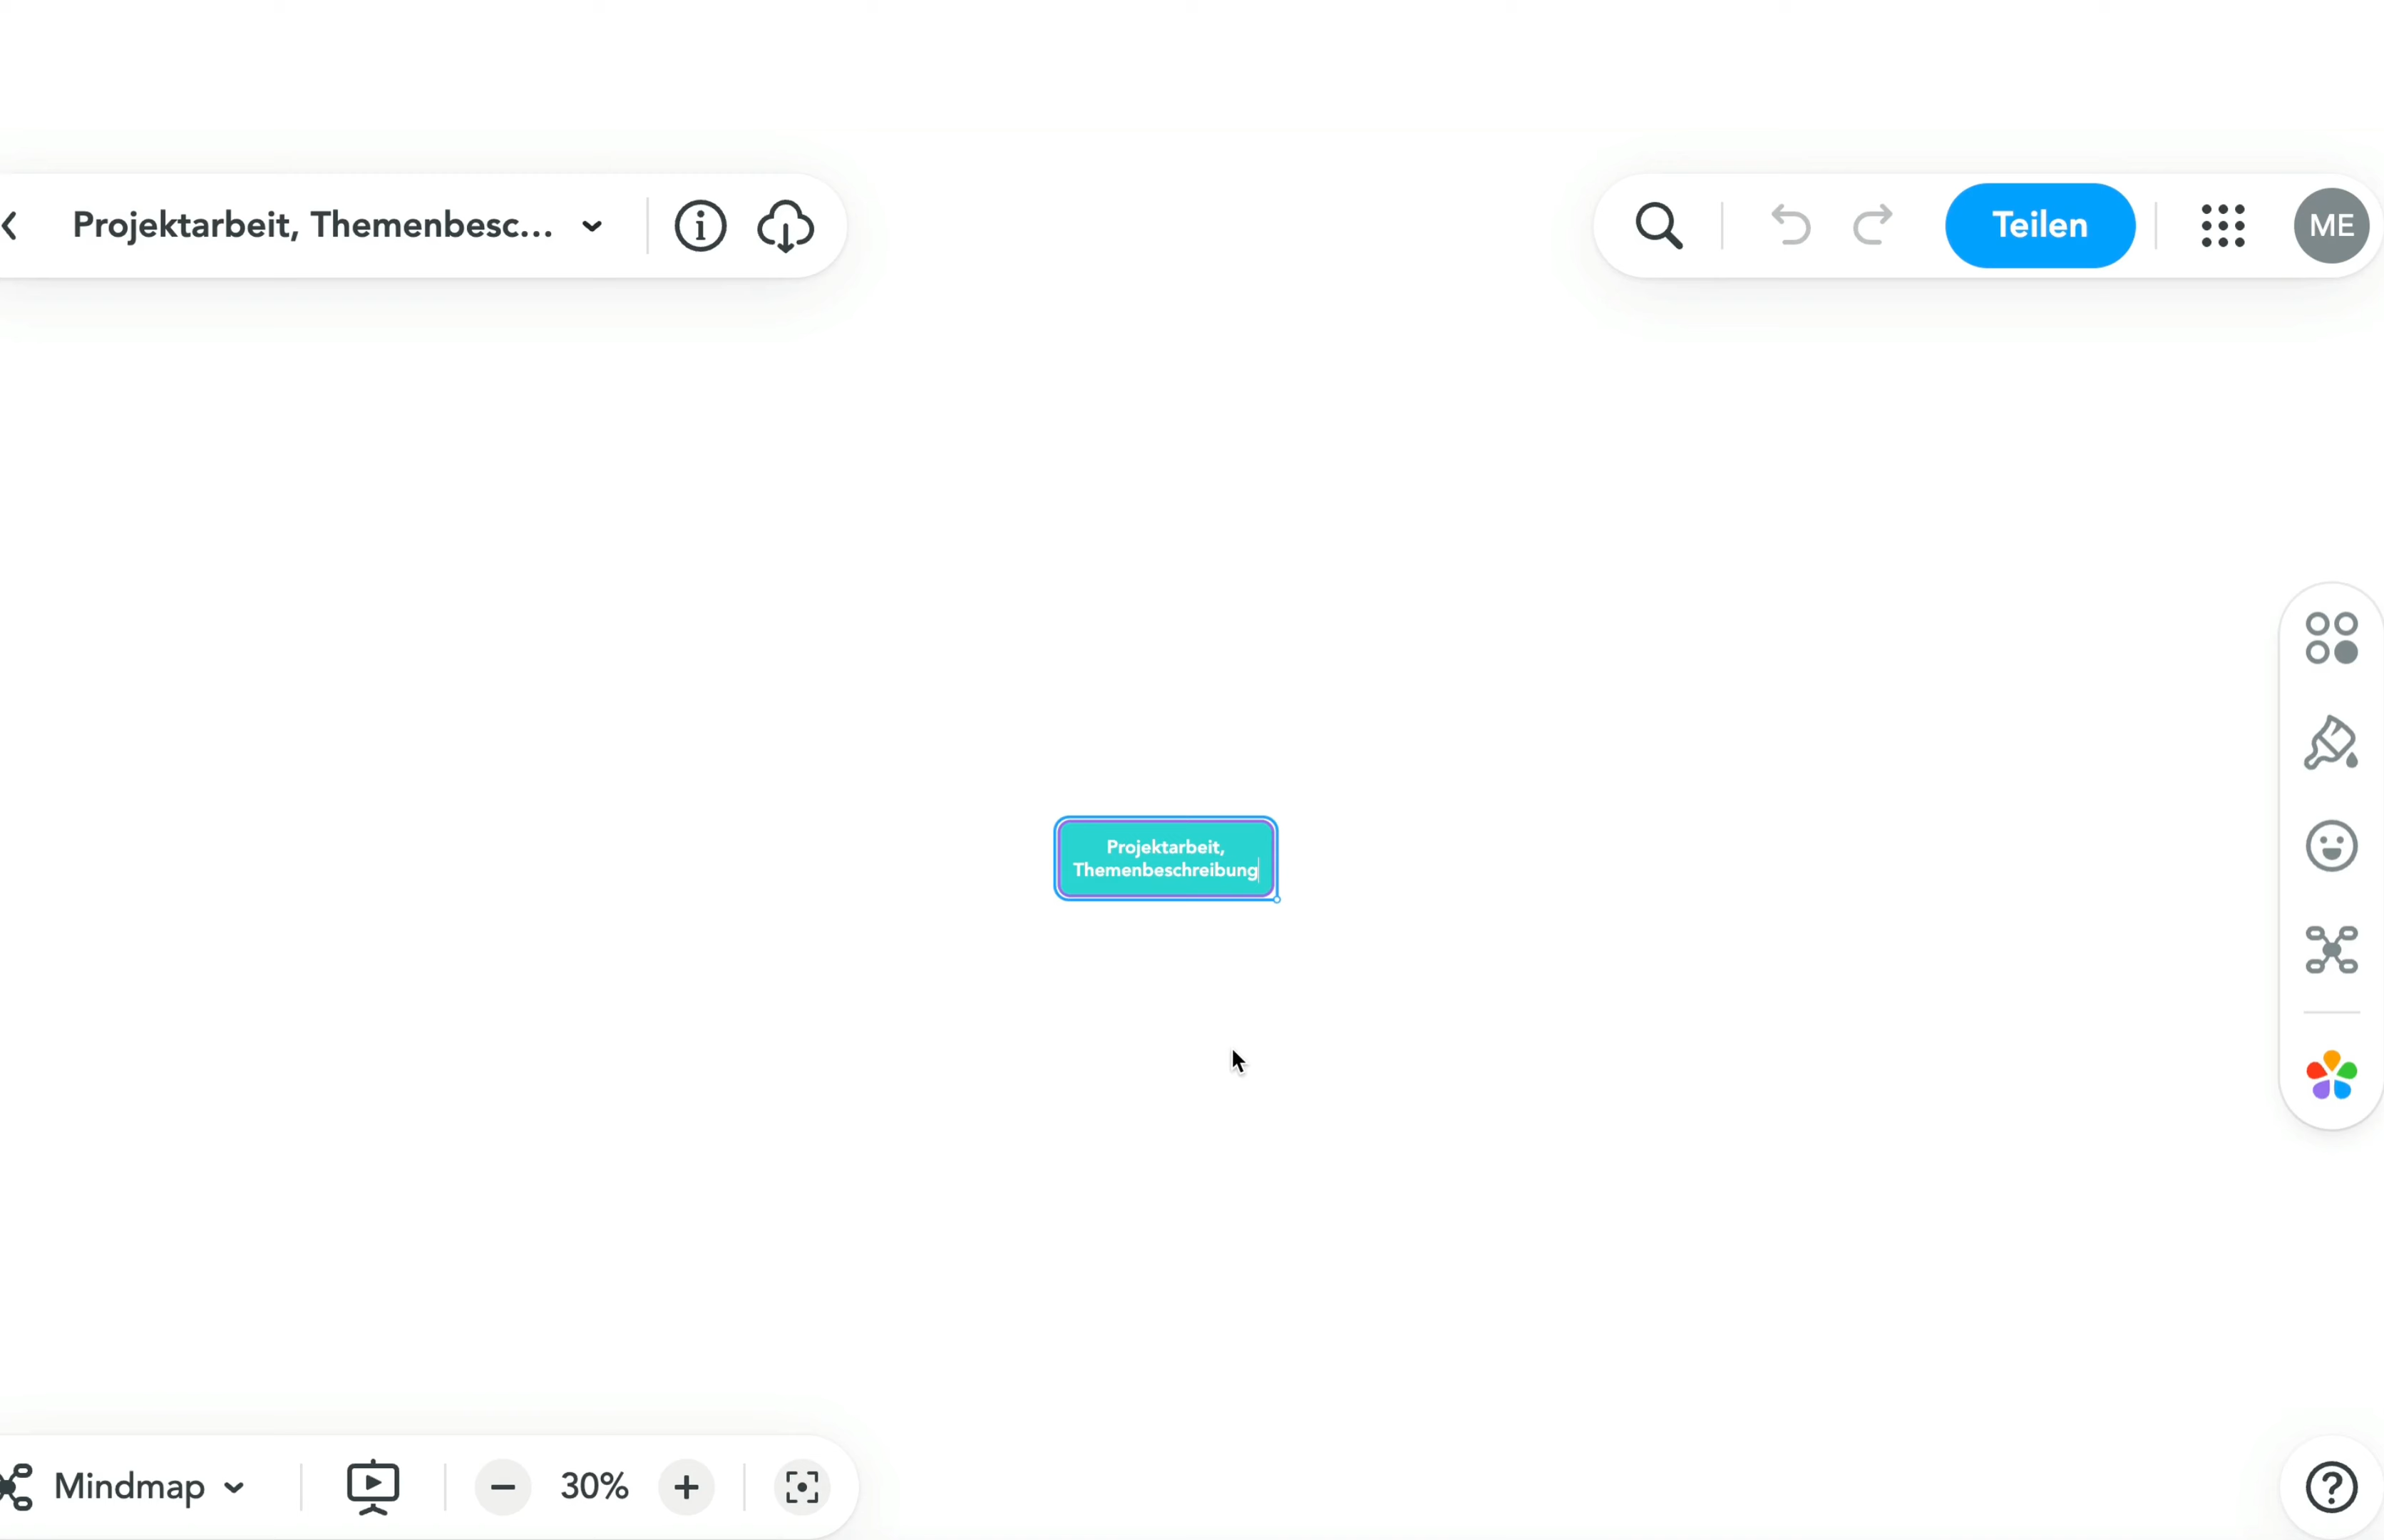 Projektarbeit, Themenbesc...
Teilen
ME
Projektarbeit,
Themenbeschreibung
Mindmap
30%